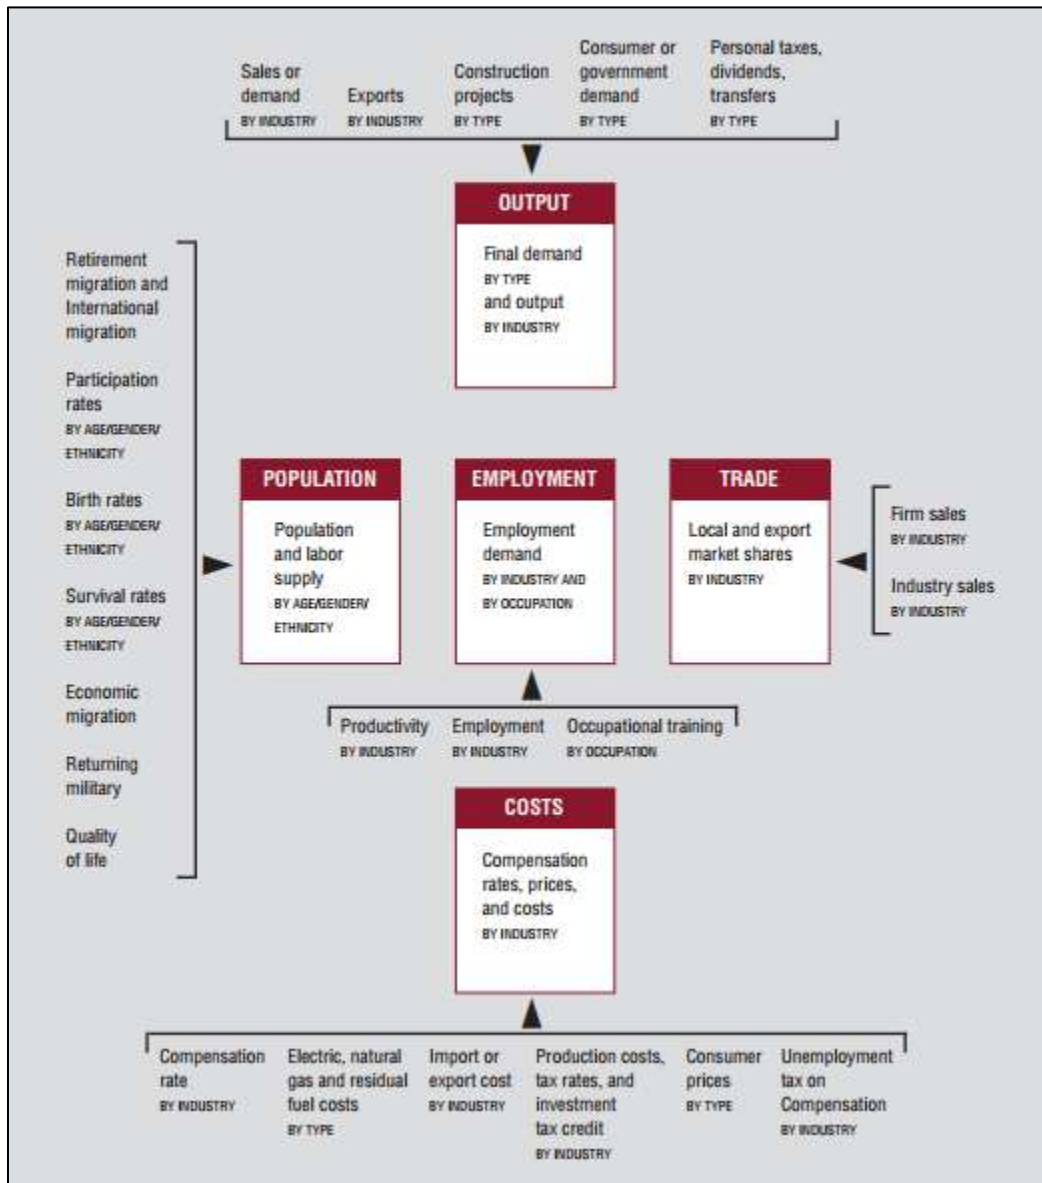 Sales or
demand
BY INDUSTRY
Exports
BY INDUSTRY
Construction
projects
BY TYPE
Consumer or
government
demand
BY TYPE
Personal taxes,
dividends,
transfers
BY TYPE
OUTPUT
Final demand
BY TYPE
and output
BY INDUSTRY
Retirement
migration and
International
migration
Participation
rates
BY AGE/GENDER/
ETHNICITY
Birth rates
BY AGE/GENDER/
ETHNICITY
Survival rates
BY AGE/GENDER/
ETHNICITY
Economic
migration
Returning
military
Quality
of life
POPULATION
Population
and labor
supply
BY AGE/GENDER/
ETHNICITY
EMPLOYMENT
Employment
demand
BY INDUSTRY AND
BY OCCUPATION
TRADE
Local and export
market shares
BY INDUSTRY
Firm sales
BY INDUSTRY
Industry sales
BY INDUSTRY
Productivity
BY INDUSTRY
Employment
BY INDUSTRY
Occupational training
BY OCCUPATION
COSTS
Compensation
rates, prices,
and costs
BY INDUSTRY
Compensation
rate
BY INDUSTRY
Electric, natural
gas and residual
fuel costs
BY TYPE
Import or
export cost
BY INDUSTRY
Production costs,
tax rates, and
investment
tax credit
BY INDUSTRY
Consumer
prices
BY TYPE
Unemployment
tax on
Compensation
BY INDUSTRY